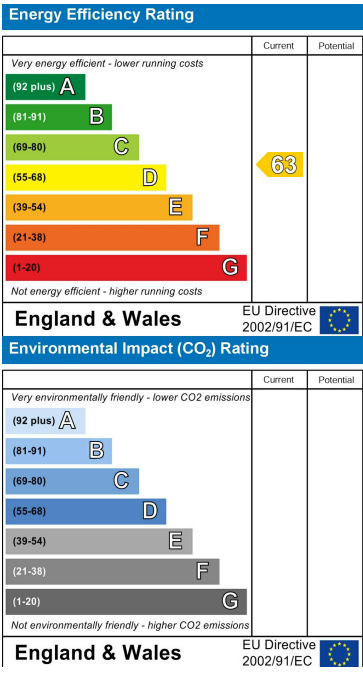 Energy Efficiency Rating
Current Potential
Very energy efficient - lower running costs
(92 plus) A
(81-91) B
(69-80) C
(55-68) D
63
(39-54) E
(21-38) F
(1-20) G
Not energy efficient - higher running costs
England & Wales
EU Directive
2002/91/EC
Environmental Impact (CO₂) Rating
Current Potential
Very environmentally friendly - lower CO2 emissions
(92 plus) A
(81-91) B
(69-80) C
(55-68) D
(39-54) E
(21-38) F
(1-20) G
Not environmentally friendly - higher CO2 emissions
England & Wales
EU Directive
2002/91/EC